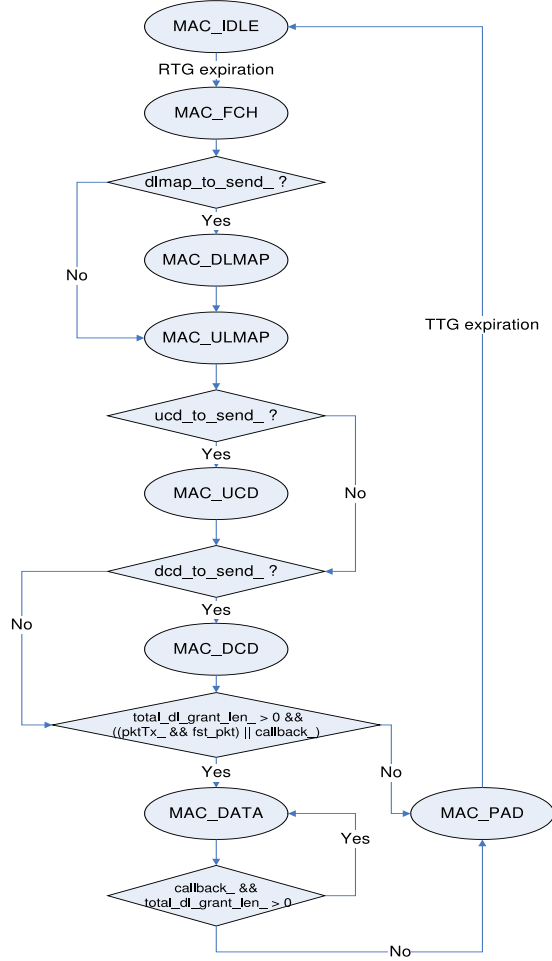 MAC_IDLE
RTG expiration
MAC_FCH
dlmap_to_send_ ?
Yes
MAC_DLMAP
No
MAC_ULMAP
TTG expiration
ucd_to_send_ ?
Yes
MAC_UCD
No
dcd_to_send_ ?
Yes
No
MAC_DCD
total_dl_grant_len_ > 0 &&
((pktTx_ && fst_pkt) || callback_)
Yes
No
MAC_DATA
MAC_PAD
Yes
callback_ &&
total_dl_grant_len_ > 0
No